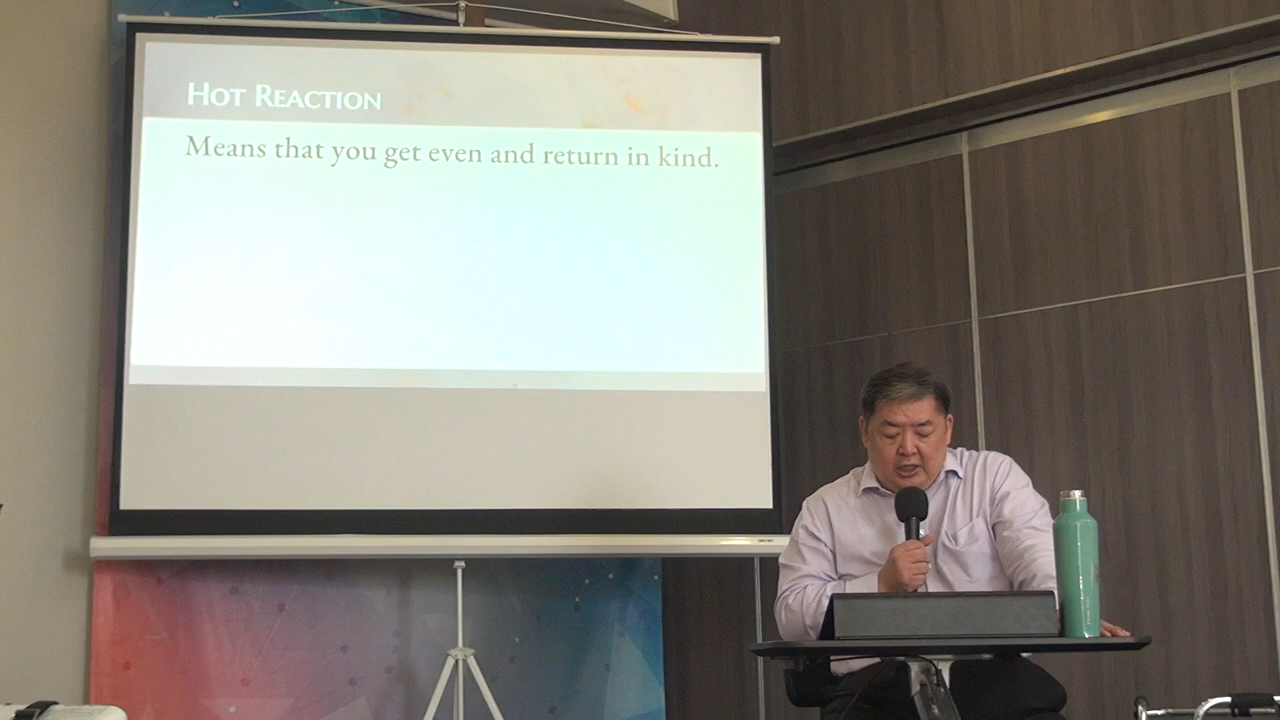 Hot Reaction
Means that you get even and return in kind.